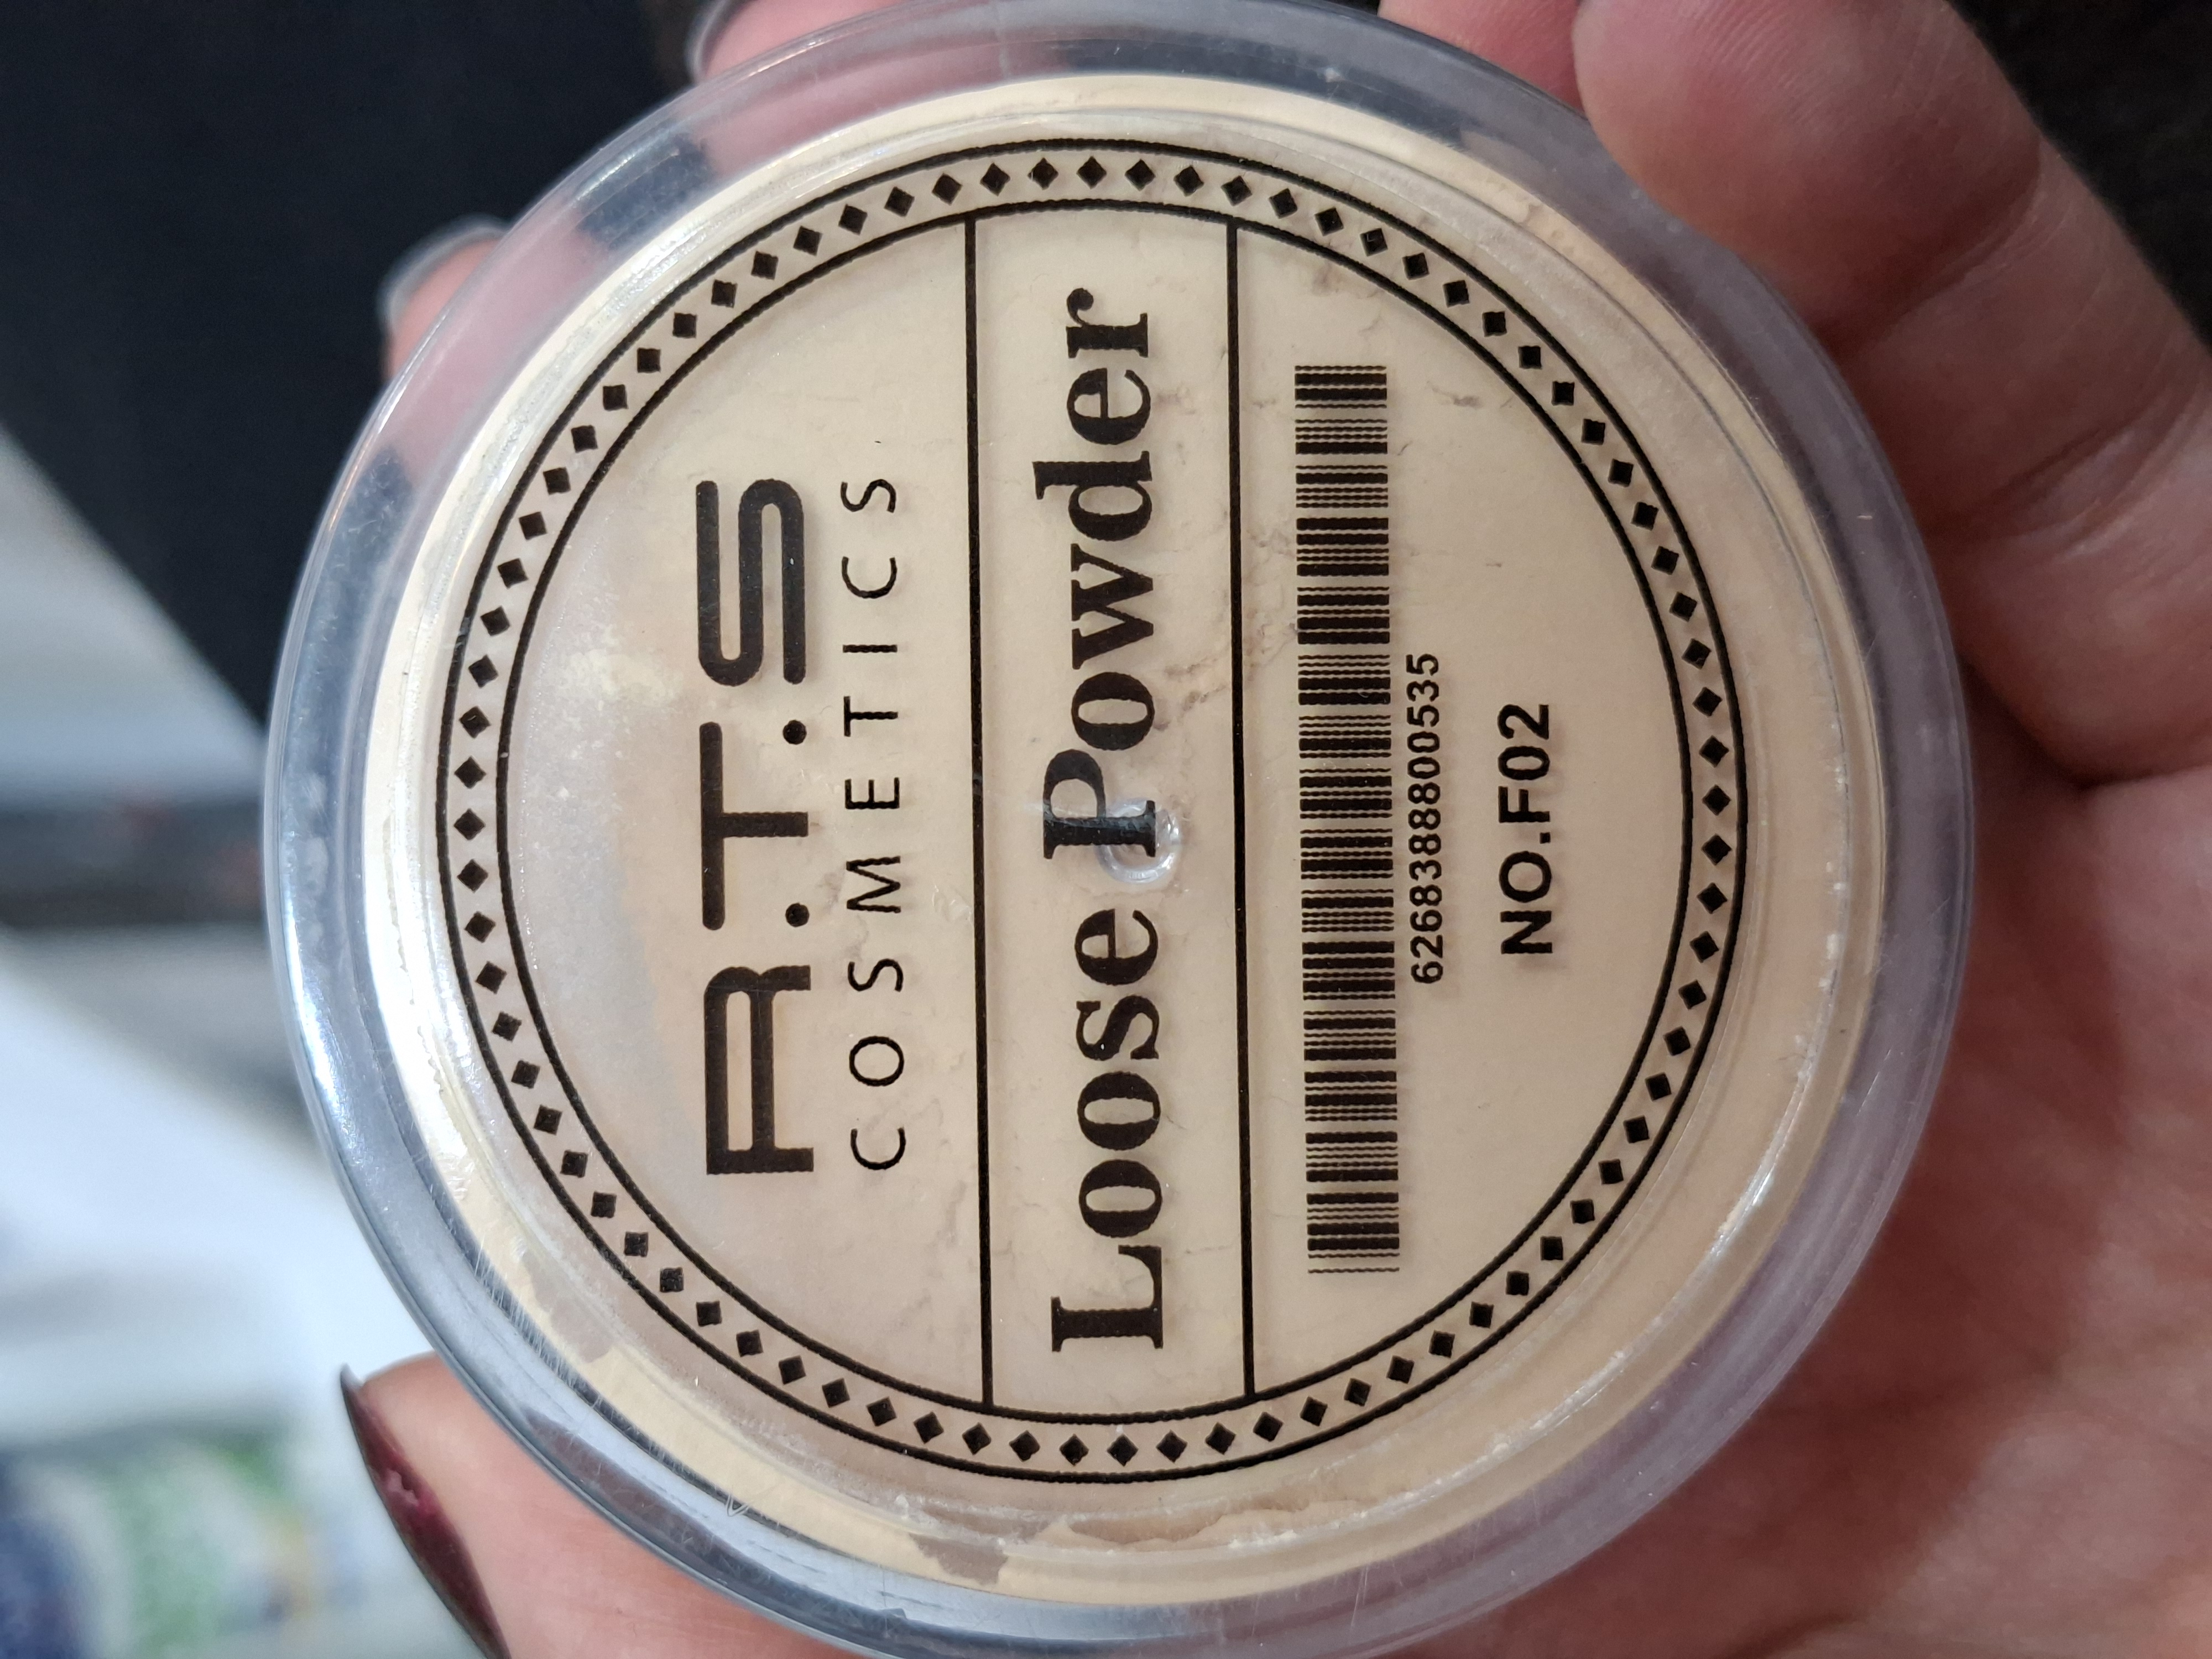 R.T.S
COSMETICS
Loose Powder
6268388800535
NO.F02